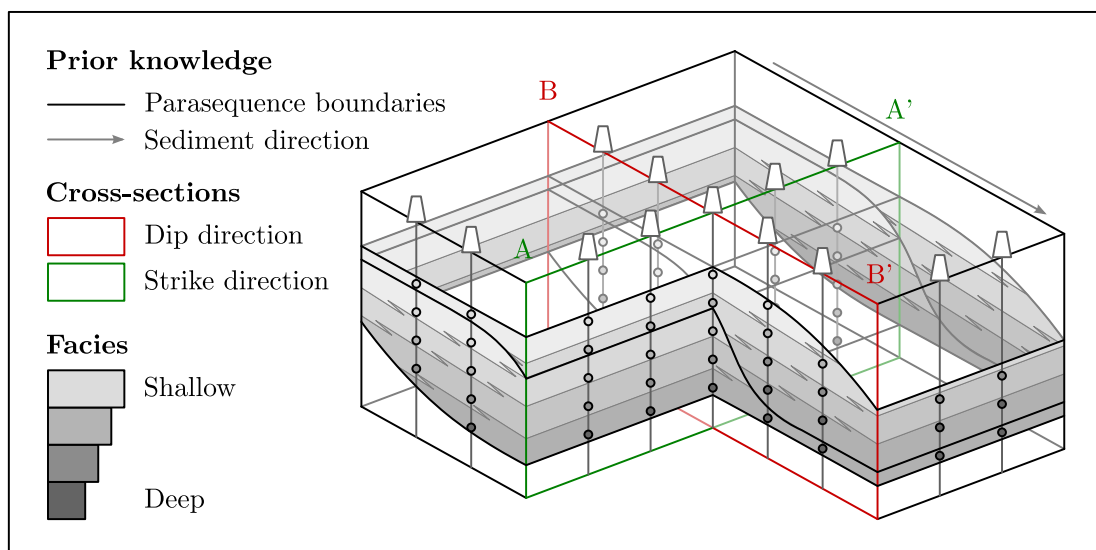 Prior knowledge
Parasequence boundaries
Sediment direction
Cross-sections
Dip direction
Strike direction
Facies
Shallow
Deep
B
A'
A
B'